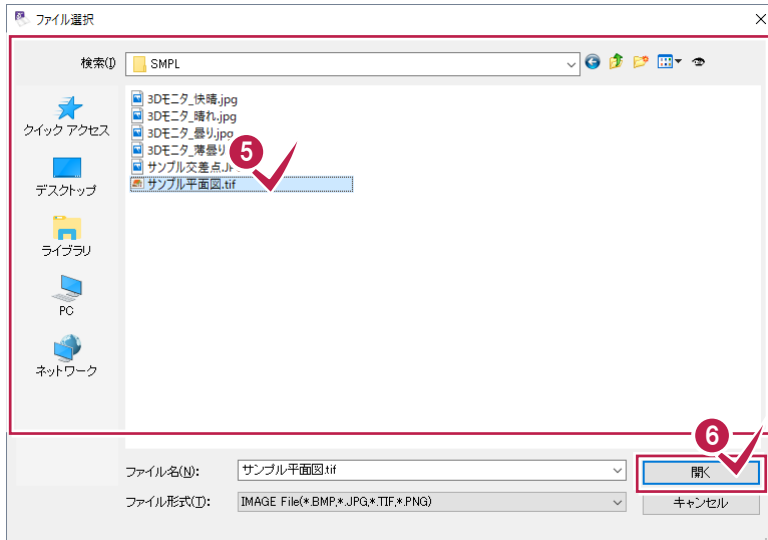 ファイル選択
検索(I)
SMPL
クイック アクセス
デスクトップ
ライブラリ
PC
ネットワーク
3Dモニタ_快晴.jpg
3Dモニタ_晴れ.jpg
3Dモニタ_曇り.jpg
3Dモニタ_薄曇り
サンプル交差点.J
サンプル平面図.tif
5
6
ファイル名(N):
サンプル平面図.tif
開く
ファイル形式(T):
IMAGE File(*.BMP,*.JPG,*.TIF,*.PNG)
キャンセル